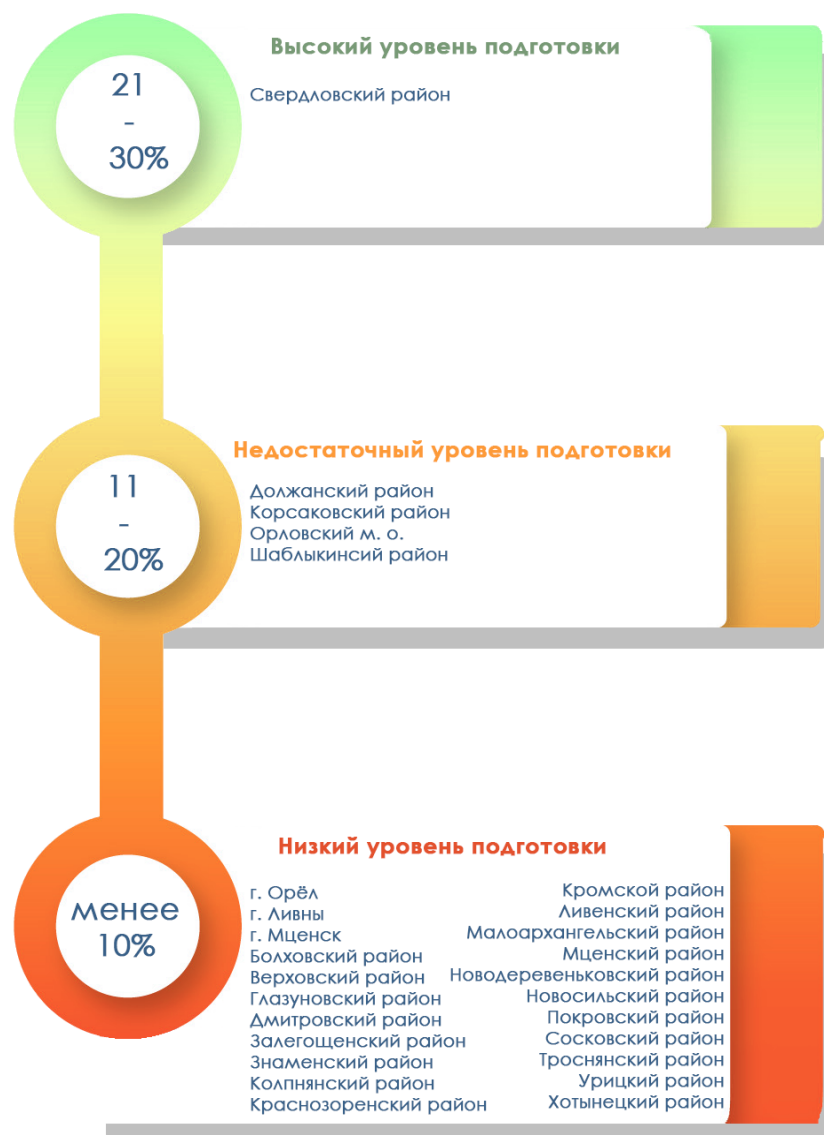 21
-
30%
Высокий уровень подготовки
Свердловский район
11
-
20%
Недостаточный уровень подготовки
Должанский район
Корсаковский район
Орловский м. о.
Шаблыкинсий район
менее
10%
Низкий уровень подготовки
г. Орёл
г. Ливны
г. Мценск
Болховский район
Верховский район
Глазуновский район
Дмитровский район
Залегощенский район
Знаменский район
Колпнянский район
Краснозоренский район
Кромской район
Ливенский район
Малоархангельский район
Мценский район
Новодеревеньковский район
Новосильский район
Покровский район
Сосковский район
Троснянский район
Урицкий район
Хотынецкий район